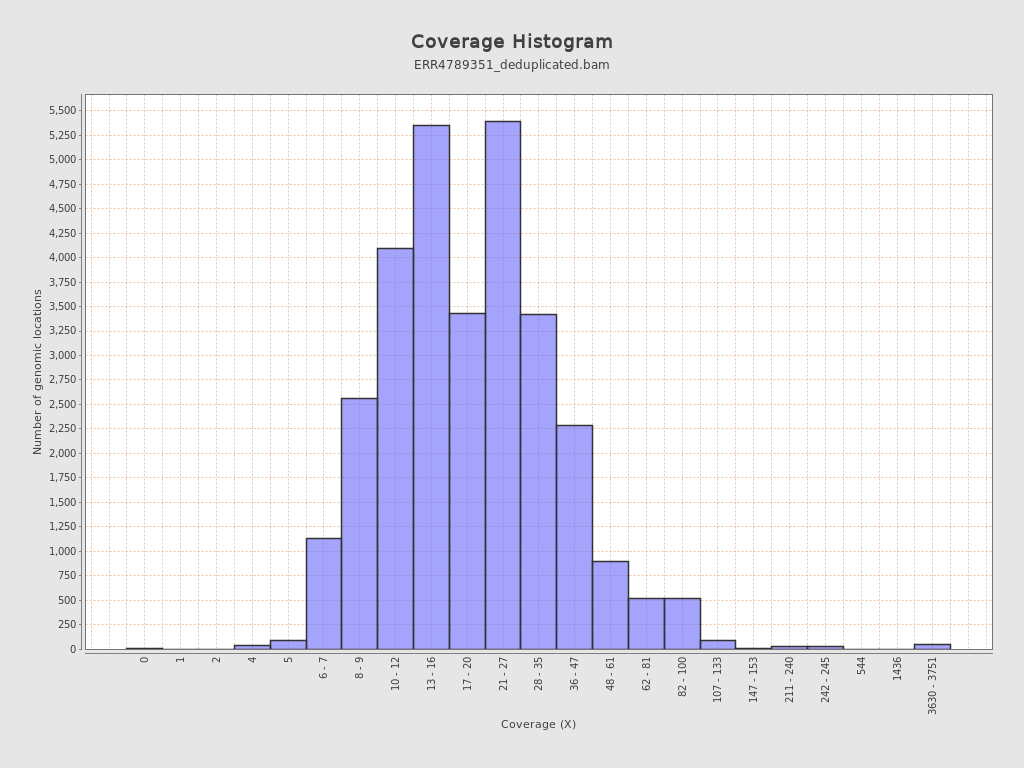 Coverage Histogram
ERR4789351_deduplicated.bam
Number of genomic locations
5,500
5,250
5,000
4,750
4,500
4,250
4,000
3,750
3,500
3,250
3,000
2,750
2,500
2,250
2,000
1,750
1,500
1,250
1,000
750
500
250
0
0
1
2
4
5
6 - 7
8 - 9
10 - 12
13 - 16
17 - 20
21 - 27
28 - 35
36 - 47
48 - 61
62 - 81
82 - 100
107 - 133
147 - 153
211 - 240
242 - 245
544
1436
3630 - 3751
Coverage (X)